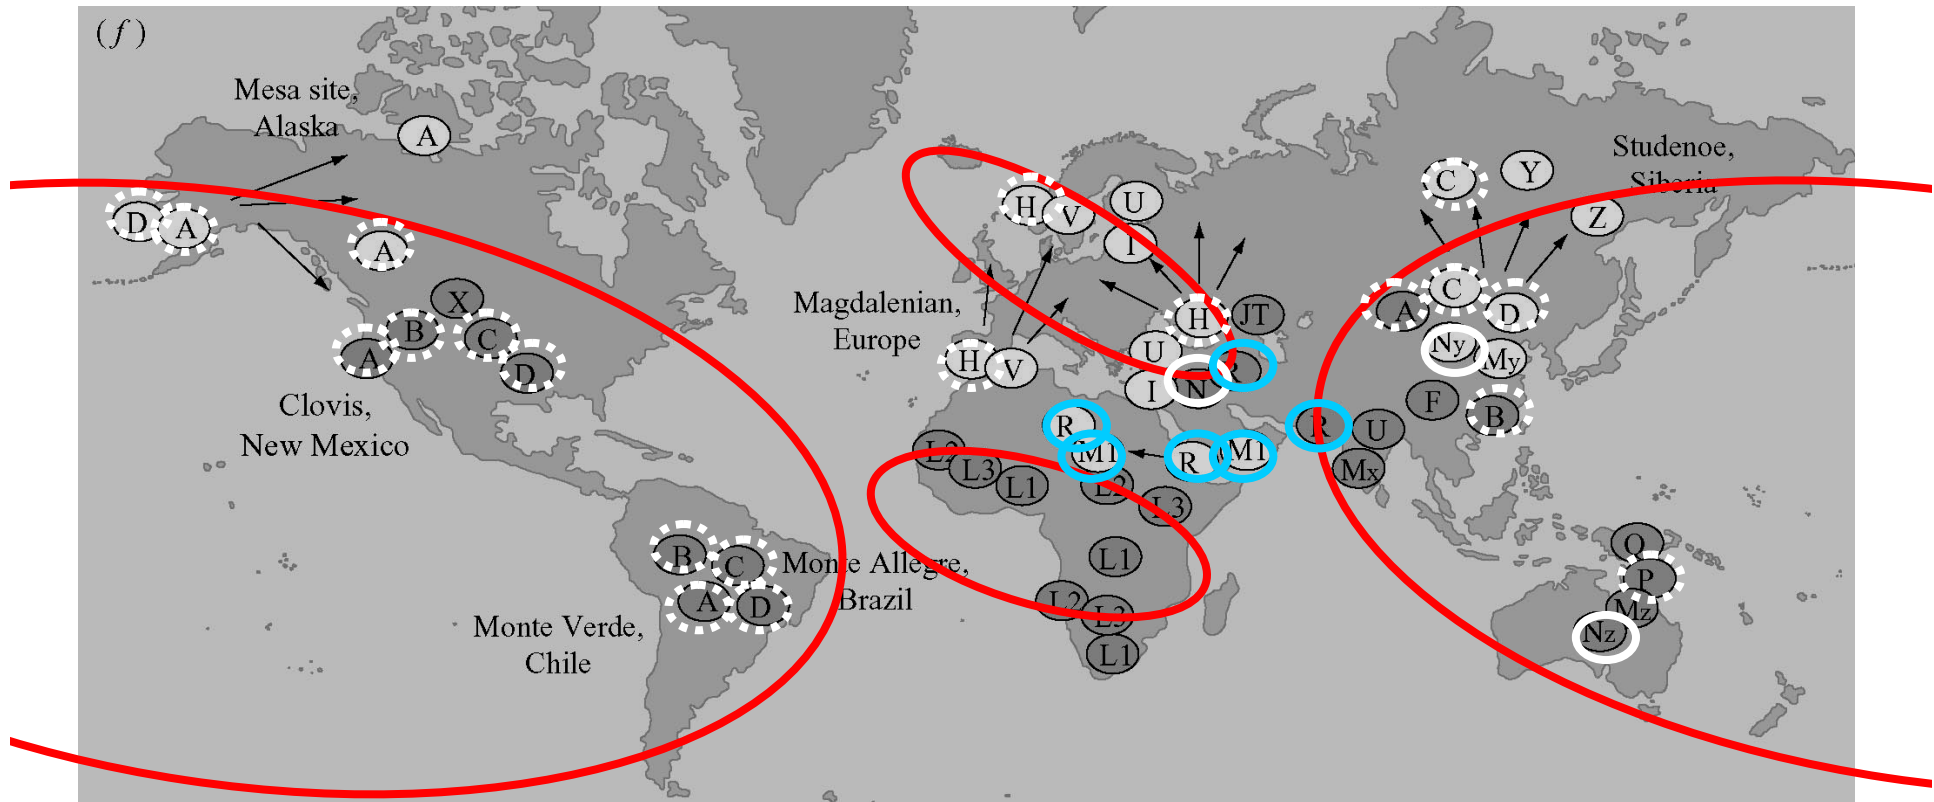 (f)
Mesa site,
Alaska
A
D
A
A
X
B
C
A
D
Clovis,
New Mexico
B
C
A
D
Monte Allegre,
Brazil
Monte Verde,
Chile
Magdalenian,
Europe
H
V
U
I
H
JT
H
V
U
I
N
R
R
M1
R
M1
L2
L3
L1
L2
L3
L1
L2
L3
L1
Studenoe,
Siberia
C
Y
Z
A
C
D
Ny
My
F
B
R
U
Mx
Q
P
Mz
Nz